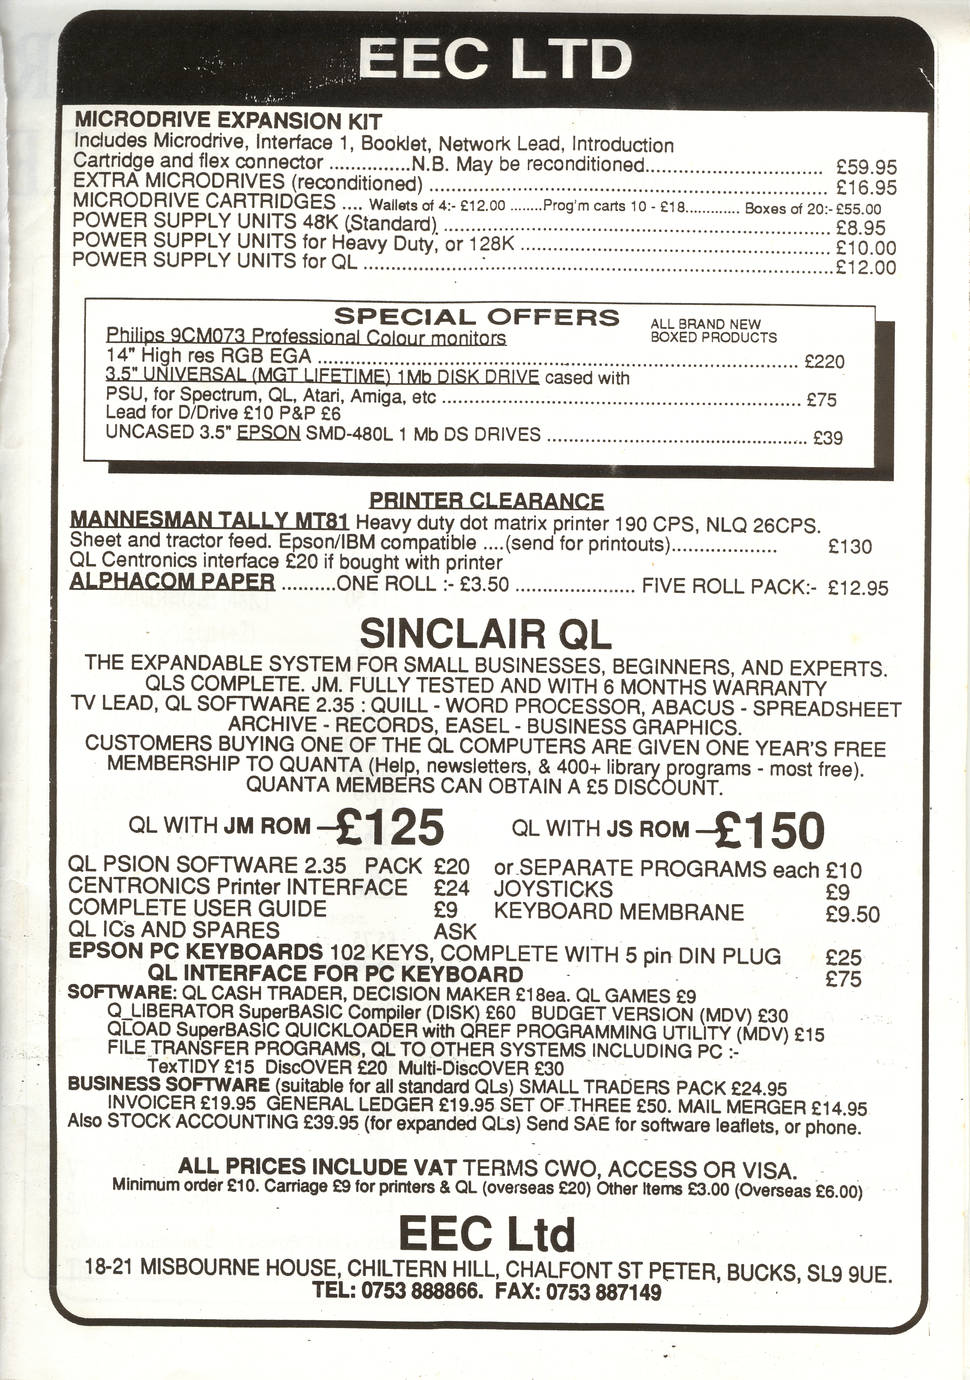 EEC LTD
MICRODRIVE EXPANSION KIT
Includes Microdrive, Interface 1, Booklet, Network Lead, Introduction
Cartridge and flex connector ..............N.B. May be reconditioned............................... £59.95
EXTRA MICRODRIVES (reconditioned) ...................................................................... £16.95
MICRODRIVE CARTRIDGES .... Wallets of 4:- £12.00 ........Prog'm carts 10 - £18............. Boxes of 20:- £55.00
POWER SUPPLY UNITS 48K (Standard)......................................................................... £8.95
POWER SUPPLY UNITS for Heavy Duty, or 128K ...................................................... £10.00
POWER SUPPLY UNITS for QL .....................................................................................£12.00
SPECIAL OFFERS ALL BRAND NEW
BOXED PRODUCTS
Philips 9CM073 Professional Colour monitors
14" High res RGB EGA ......................................................................................... £220
3.5" UNIVERSAL (MGT LIFETIME) 1Mb DISK DRIVE cased with
PSU, for Spectrum, QL, Atari, Amiga, etc ................................................................. £75
Lead for D/Drive £10 P&P £6
UNCASED 3.5" EPSON SMD-480L 1 Mb DS DRIVES ............................................... £39
PRINTER CLEARANCE
MANNESMAN TALLY MT81 Heavy duty dot matrix printer 190 CPS, NLQ 26CPS.
Sheet and tractor feed. Epson/IBM compatible ....(send for printouts)................... £130
QL Centronics interface £20 if bought with printer
ALPHACOM PAPER ..........ONE ROLL :- £3.50 ...................... FIVE ROLL PACK:- £12.95
SINCLAIR QL
THE EXPANDABLE SYSTEM FOR SMALL BUSINESSES, BEGINNERS, AND EXPERTS.
QLS COMPLETE. JM. FULLY TESTED AND WITH 6 MONTHS WARRANTY
TV LEAD, QL SOFTWARE 2.35 : QUILL - WORD PROCESSOR, ABACUS - SPREADSHEET
ARCHIVE - RECORDS, EASEL - BUSINESS GRAPHICS.
CUSTOMERS BUYING ONE OF THE QL COMPUTERS ARE GIVEN ONE YEAR'S FREE
MEMBERSHIP TO QUANTA (Help, newsletters, & 400+ library programs - most free).
QUANTA MEMBERS CAN OBTAIN A £5 DISCOUNT.
QL WITH JM ROM –£125 QL WITH JS ROM –£150
QL PSION SOFTWARE 2.35 PACK £20 or SEPARATE PROGRAMS each £10
CENTRONICS Printer INTERFACE £24 JOYSTICKS £9
COMPLETE USER GUIDE £9 KEYBOARD MEMBRANE £9.50
QL ICs AND SPARES ASK
EPSON PC KEYBOARDS 102 KEYS, COMPLETE WITH 5 pin DIN PLUG £25
QL INTERFACE FOR PC KEYBOARD £75
SOFTWARE: QL CASH TRADER, DECISION MAKER £18ea. QL GAMES £9
Q_LIBERATOR SuperBASIC Compiler (DISK) £60 BUDGET VERSION (MDV) £30
QLOAD SuperBASIC QUICKLOADER with QREF PROGRAMMING UTILITY (MDV) £15
FILE TRANSFER PROGRAMS, QL TO OTHER SYSTEMS INCLUDING PC :-
TexTIDY £15 DiscOVER £20 Multi-DiscOVER £30
BUSINESS SOFTWARE (suitable for all standard QLs) SMALL TRADERS PACK £24.95
INVOICER £19.95 GENERAL LEDGER £19.95 SET OF THREE £50. MAIL MERGER £14.95
Also STOCK ACCOUNTING £39.95 (for expanded QLs) Send SAE for software leaflets, or phone.
ALL PRICES INCLUDE VAT TERMS CWO, ACCESS OR VISA.
Minimum order £10. Carriage £9 for printers & QL (overseas £20) Other Items £3.00 (Overseas £6.00)
EEC Ltd
18-21 MISBOURNE HOUSE, CHILTERN HILL, CHALFONT ST PETER, BUCKS, SL9 9UE.
TEL: 0753 888866. FAX: 0753 887149